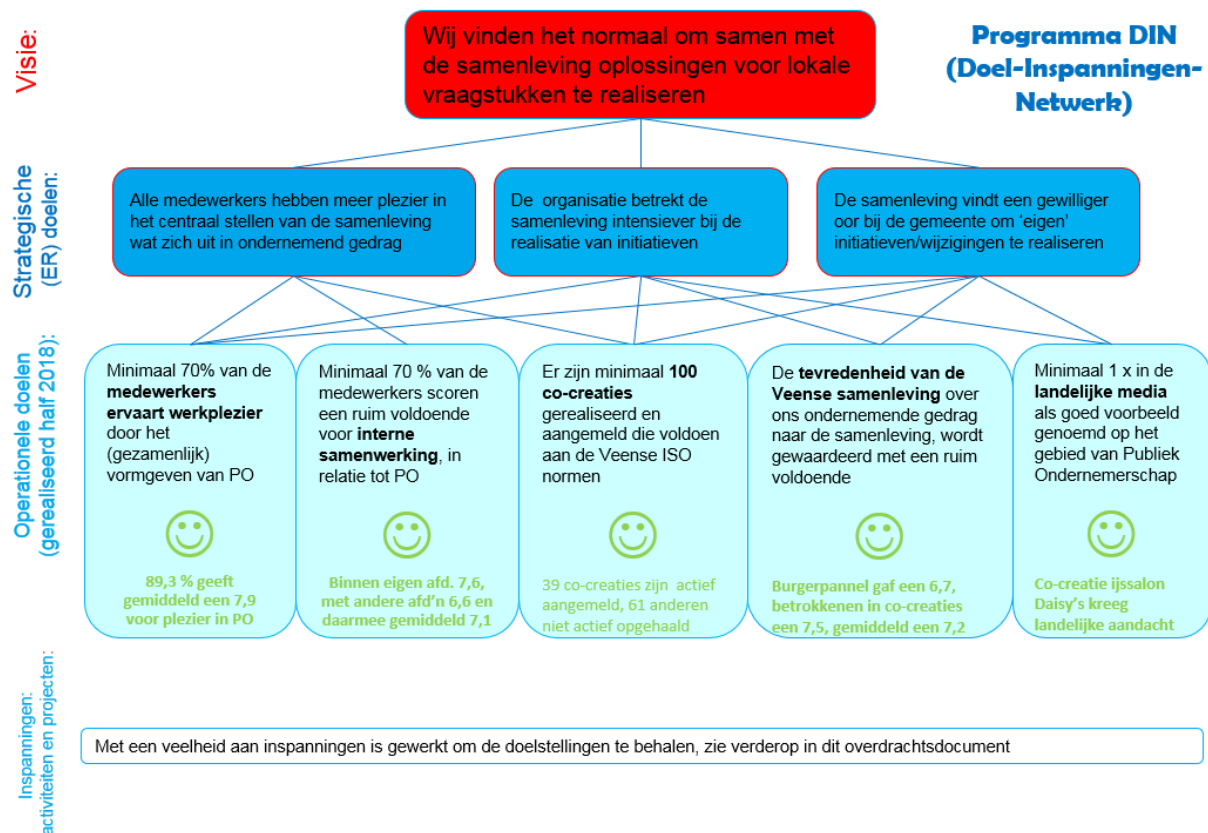 Visie:
Wij vinden het normaal om samen met
de samenleving oplossingen voor lokale
vraagstukken te realiseren
Programma DIN
(Doel-Inspanningen-
Netwerk)
Strategische
(ER) doelen:
Alle medewerkers hebben meer plezier in
het centraal stellen van de samenleving
wat zich uit in ondernemend gedrag
De organisatie betrekt de
samenleving intensiever bij de
realisatie van initiatieven
De samenleving vindt een gewilliger
oor bij de gemeente om ‘eigen’
initiatieven/wijzigingen te realiseren
Operationele doelen
(gerealiseerd half 2018):
Minimaal 70% van de
medewerkers
ervaart werkplezier
door het
(gezamenlijk)
vormgeven van PO
89,3 % geeft
gemiddeld een 7,9
voor plezier in PO
Minimaal 70 % van de
medewerkers scoren
een ruim voldoende
voor interne
samenwerking, in
relatie tot PO
Binnen eigen afd. 7,6,
met andere afd’n 6,6 en
daarmee gemiddeld 7,1
Er zijn minimaal 100
co-creaties
gerealiseerd en
aangemeld die voldoen
aan de Veense ISO
normen
39 co-creaties zijn actief
aangemeld, 61 anderen
niet actief opgehaald
De tevredenheid van de
Veense samenleving over
ons ondernemende gedrag
naar de samenleving, wordt
gewaardeerd met een ruim
voldoende
Burgerpannel gaf een 6,7,
betrokkenen in co-creaties
een 7,5, gemiddeld een 7,2
Minimaal 1 x in de
landelijke media
als goed voorbeeld
genoemd op het
gebied van Publiek
Ondernemerschap
Co-creatie ijssalon
Daisy’s kreeg
landelijke aandacht
Inspanningen:
activiteiten en projecten:
Met een veelheid aan inspanningen is gewerkt om de doelstellingen te behalen, zie verderop in dit overdrachtsdocument